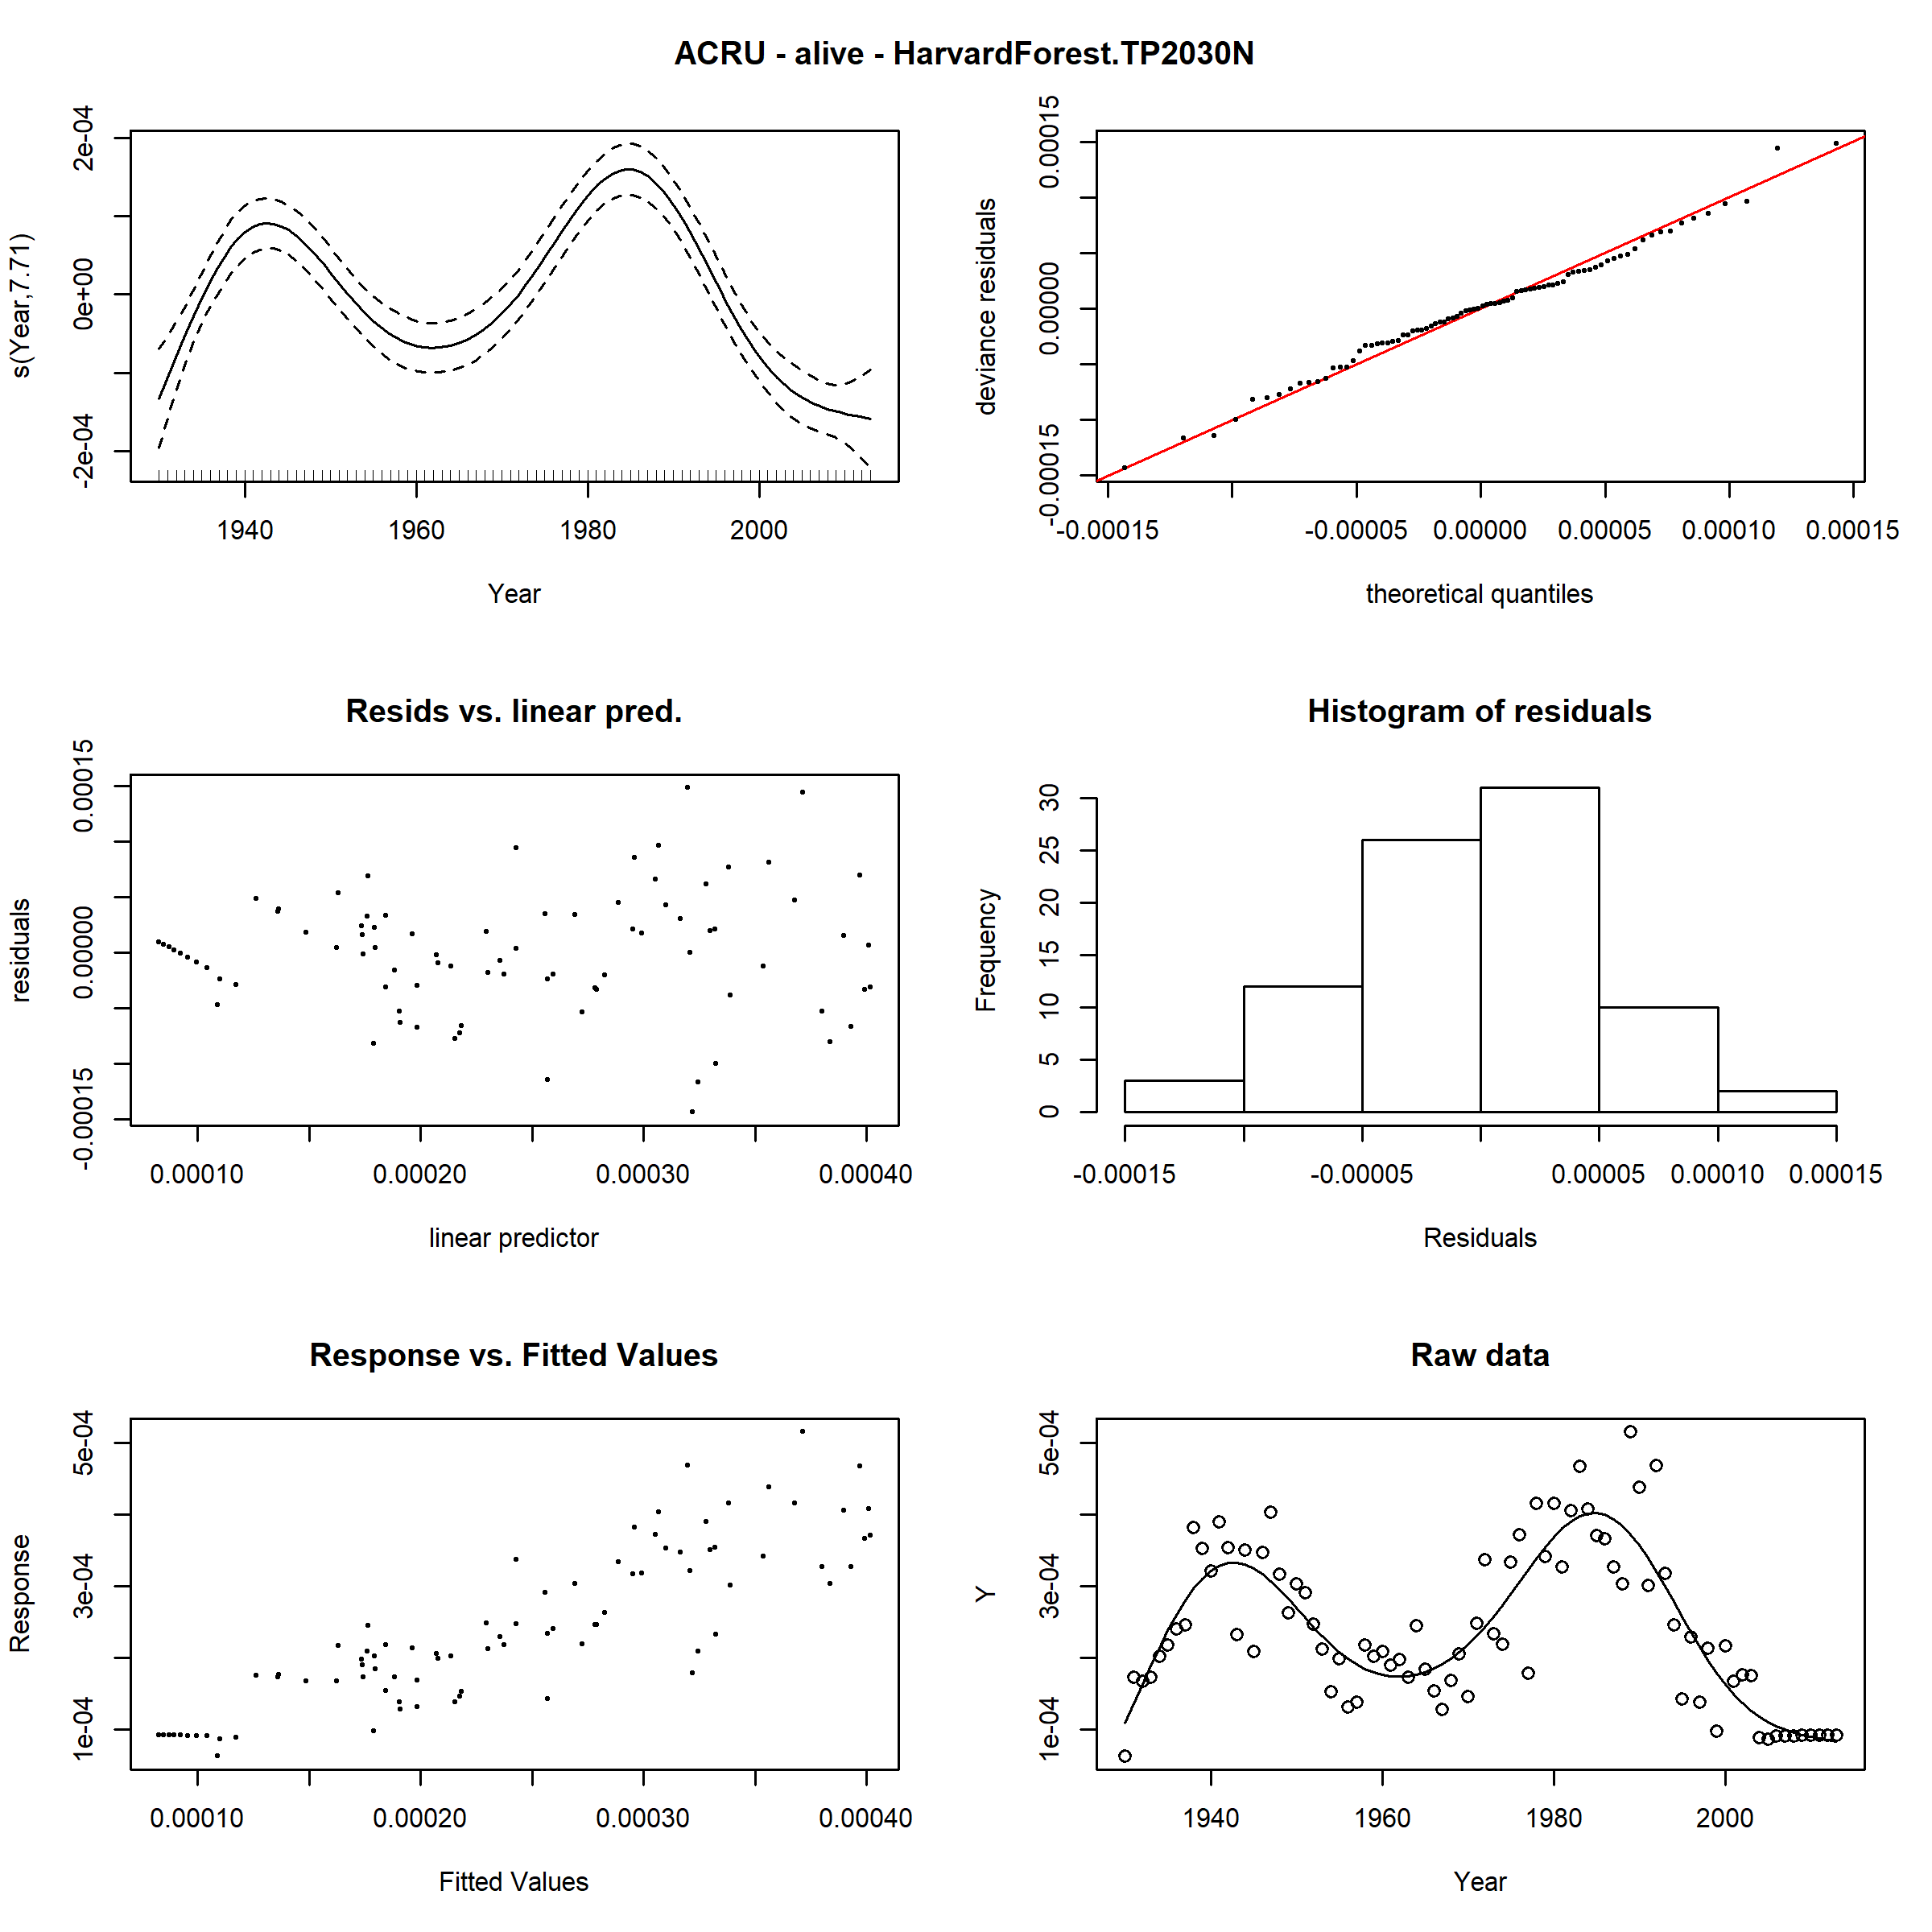 ACRU - alive - HarvardForest.TP2030N
s(Year,7.71)
-2e-04 0e+00 2e-04
1940 1960 1980 2000
Year
deviance residuals
-0.00015 0.00000 0.00015
-0.00015 -0.00005 0.00000 0.00005 0.00010 0.00015
theoretical quantiles
Resids vs. linear pred.
residuals
-0.00015 0.00000 0.00015
0.00010 0.00020 0.00030 0.00040
linear predictor
Histogram of residuals
Frequency
0 5 10 15 20 25 30
-0.00015 -0.00005 0.00005 0.00010 0.00015
Residuals
Response vs. Fitted Values
Response
1e-04 3e-04 5e-04
0.00010 0.00020 0.00030 0.00040
Fitted Values
Raw data
Y
1e-04 3e-04 5e-04
1940 1960 1980 2000
Year